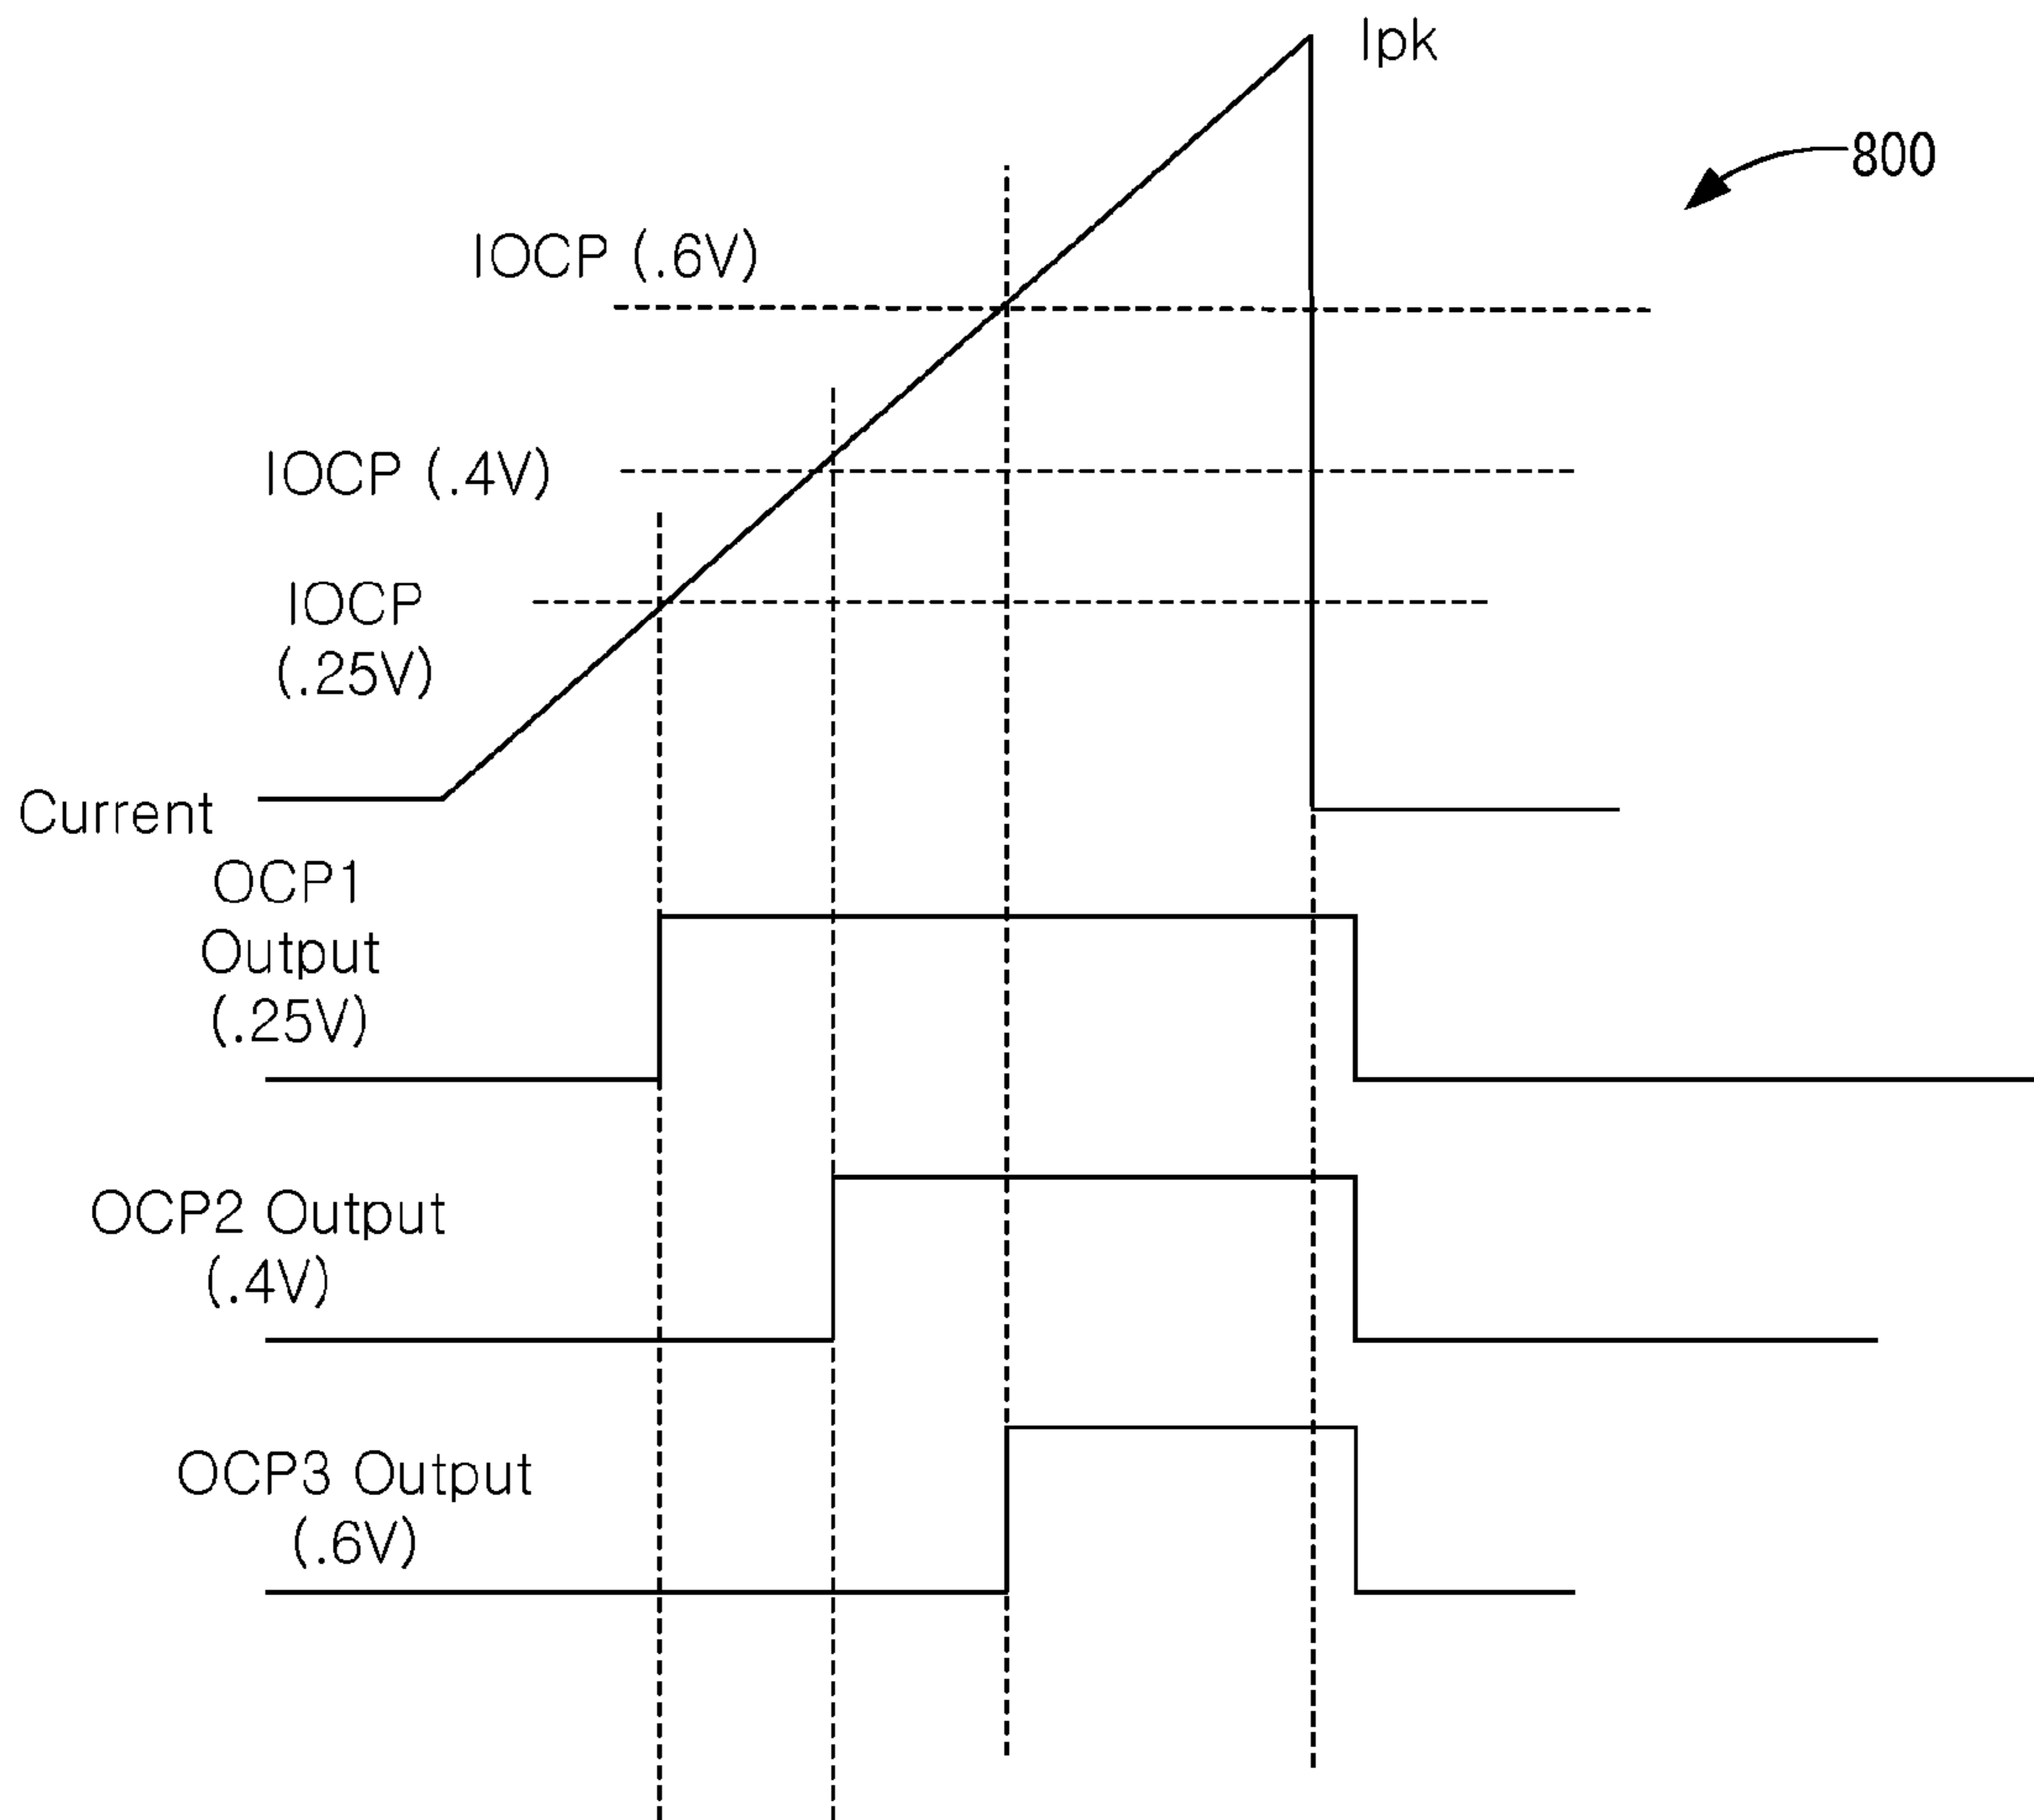 Ipk
800
IOCP (.6V)
IOCP (.4V)
IOCP
(.25V)
Current
OCP1
Output
(.25V)
OCP2 Output
(.4V)
OCP3 Output
(.6V)